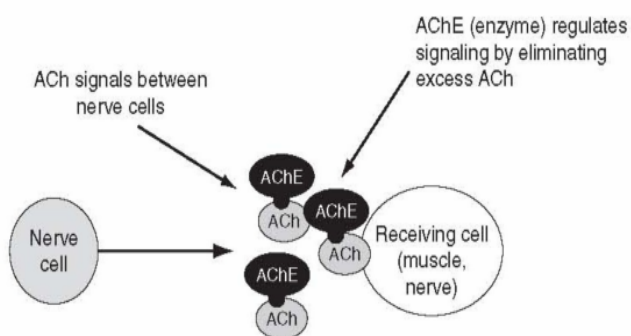 AChE (enzyme) regulates
signaling by eliminating
excess ACh
ACh signals between
nerve cells
AChE
ACh
AChE
ACh
Nerve
cell
AChE
ACh
Receiving cell
(muscle,
nerve)